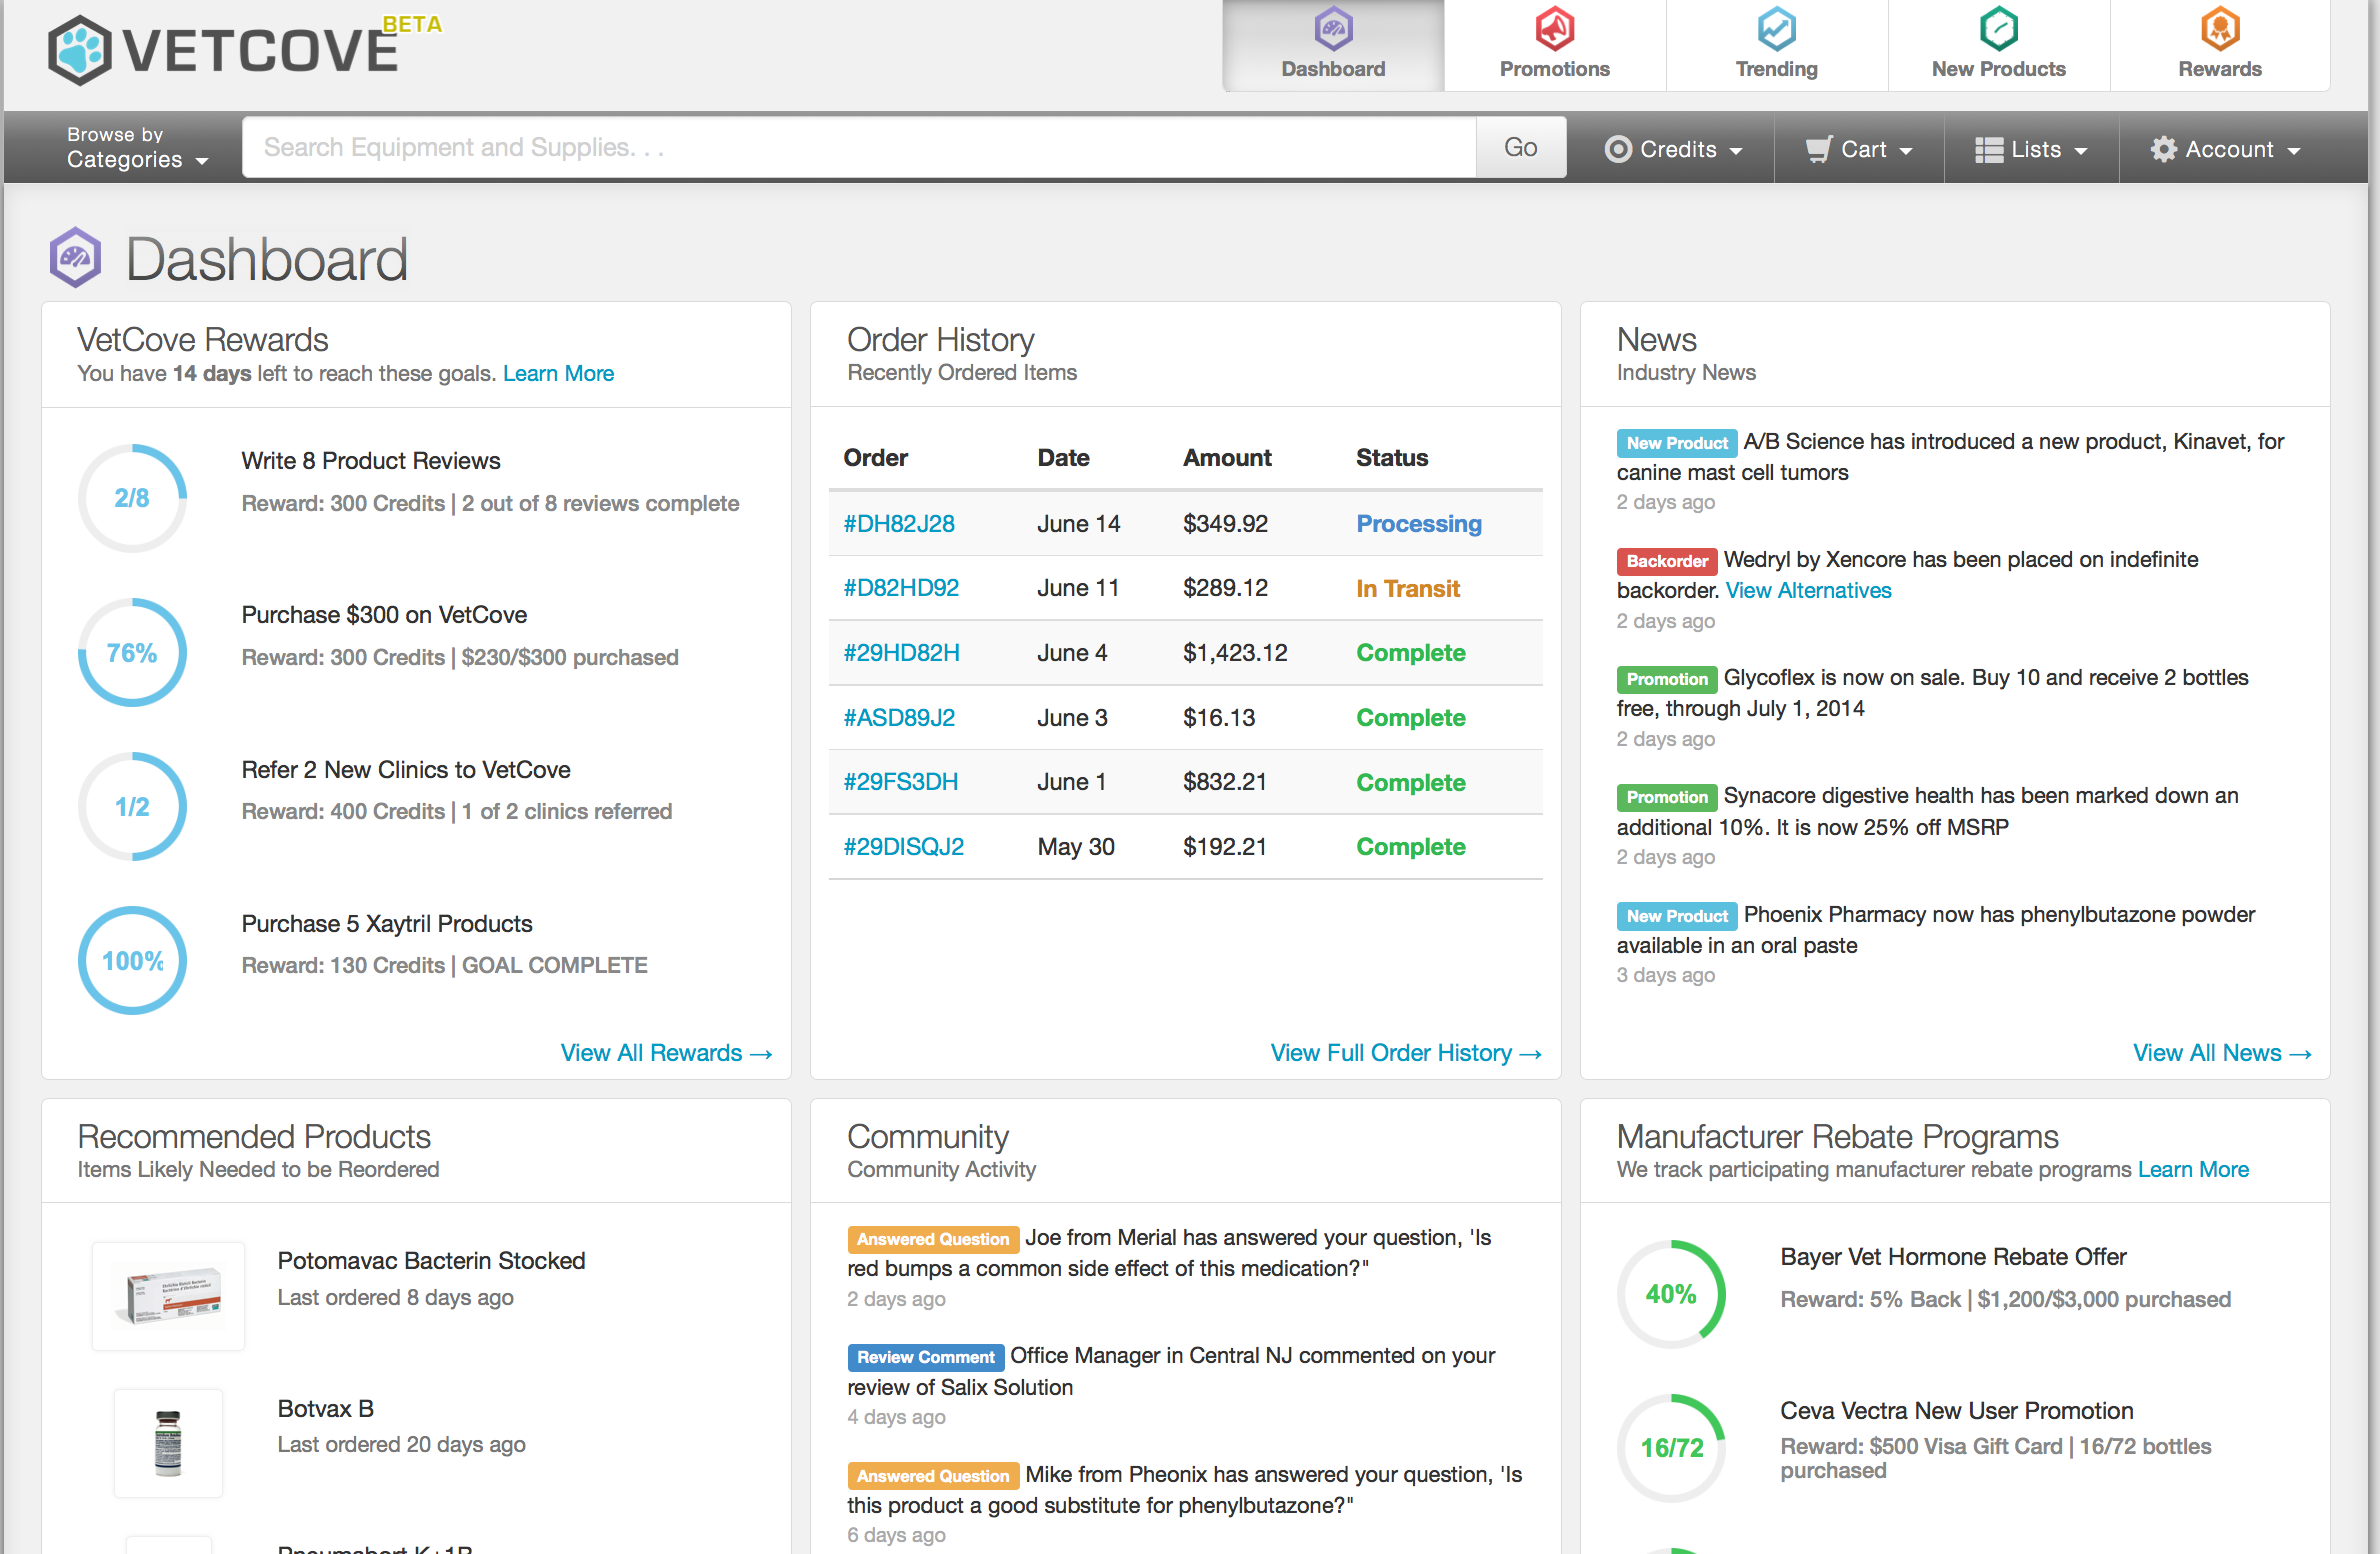 VETCOVE BETA
Dashboard
Promotions
Trending
New Products
Rewards
Browse by
Categories
Search Equipment and Supplies. . .
Go
Credits
Cart
Lists
Account
Dashboard
VetCove Rewards
You have 14 days left to reach these goals. Learn More
2/8
Write 8 Product Reviews
Reward: 300 Credits | 2 out of 8 reviews complete
76%
Purchase $300 on VetCove
Reward: 300 Credits | $230/$300 purchased
1/2
Refer 2 New Clinics to VetCove
Reward: 400 Credits | 1 of 2 clinics referred
100%
Purchase 5 Xaytril Products
Reward: 130 Credits | GOAL COMPLETE
View All Rewards →
Order History
Recently Ordered Items
Order Date Amount Status
#DH82J28 June 14 $349.92 Processing
#D82HD92 June 11 $289.12 In Transit
#29HD82H June 4 $1,423.12 Complete
#ASD89J2 June 3 $16.13 Complete
#29FS3DH June 1 $832.21 Complete
#29DISQJ2 May 30 $192.21 Complete
View Full Order History →
News
Industry News
New Product A/B Science has introduced a new product, Kinavet, for
canine mast cell tumors
2 days ago
Backorder Wedryl by Xencore has been placed on indefinite
backorder. View Alternatives
2 days ago
Promotion Glycoflex is now on sale. Buy 10 and receive 2 bottles
free, through July 1, 2014
2 days ago
Promotion Synacore digestive health has been marked down an
additional 10%. It is now 25% off MSRP
2 days ago
New Product Phoenix Pharmacy now has phenylbutazone powder
available in an oral paste
3 days ago
View All News →
Recommended Products
Items Likely Needed to be Reordered
Potomavac Bacterin Stocked
Last ordered 8 days ago
Botvax B
Last ordered 20 days ago
Pneumabort K+1B
Community
Community Activity
Answered Question Joe from Merial has answered your question, 'Is
red bumps a common side effect of this medication?"
2 days ago
Review Comment Office Manager in Central NJ commented on your
review of Salix Solution
4 days ago
Answered Question Mike from Pheonix has answered your question, 'Is
this product a good substitute for phenylbutazone?"
6 days ago
Manufacturer Rebate Programs
We track participating manufacturer rebate programs Learn More
40%
Bayer Vet Hormone Rebate Offer
Reward: 5% Back | $1,200/$3,000 purchased
16/72
Ceva Vectra New User Promotion
Reward: $500 Visa Gift Card | 16/72 bottles
purchased